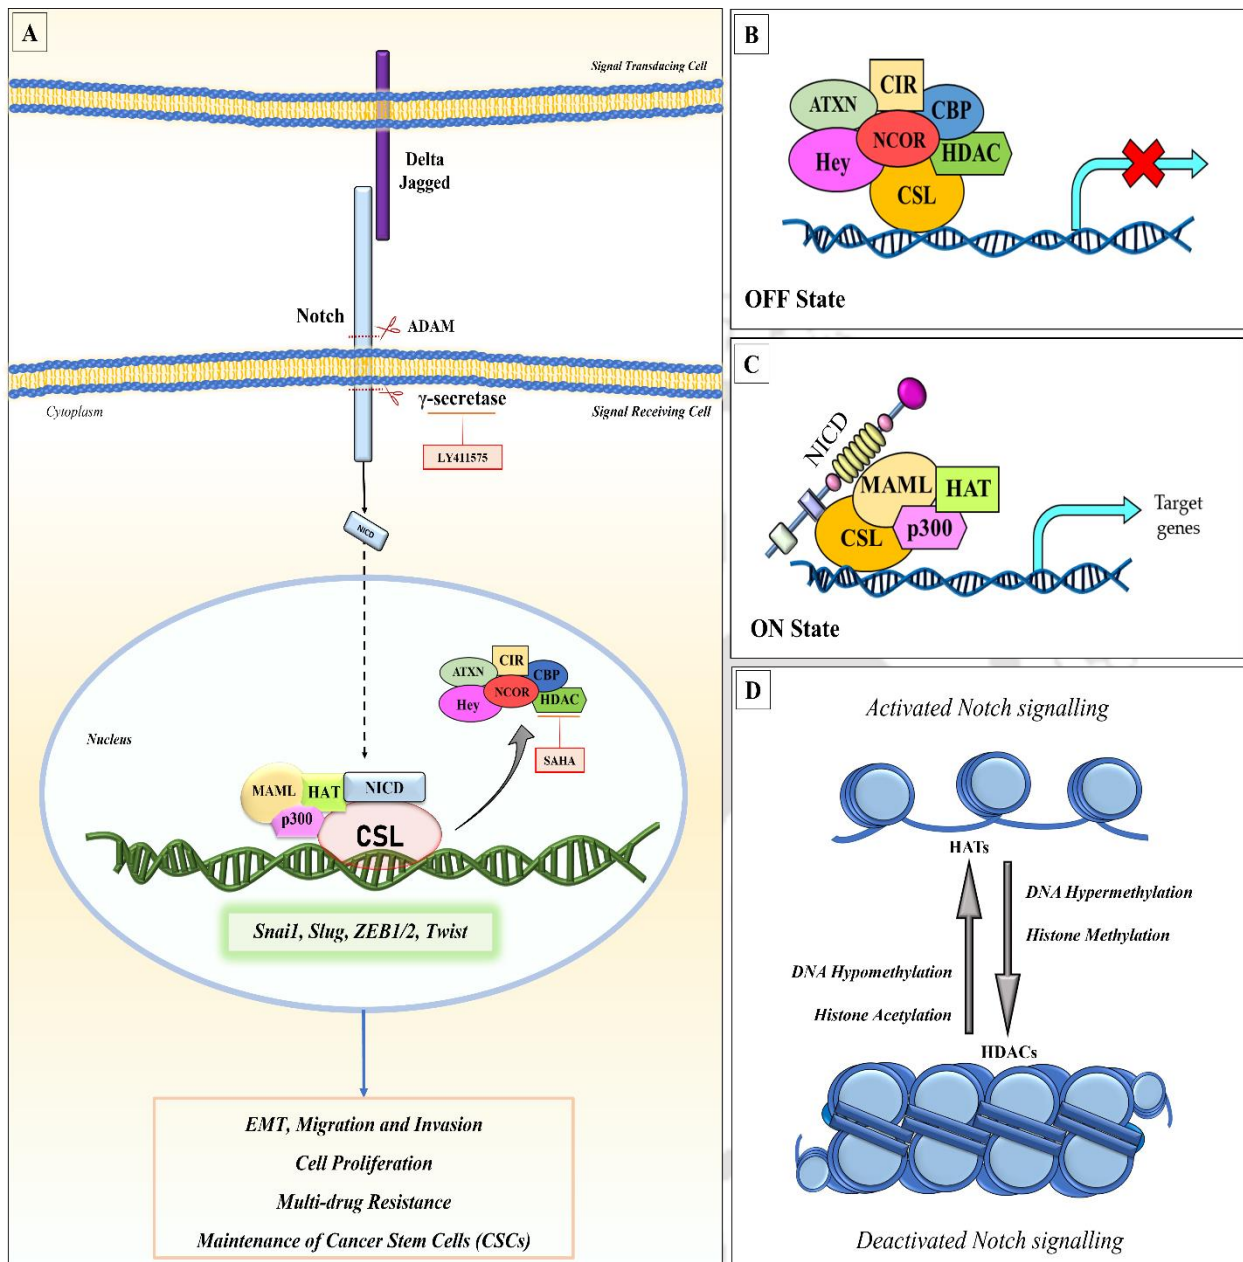 A
Signal Transducing Cell
Delta
Jagged
Notch
ADAM
Cytoplasm
γ-secretase
Signal Receiving Cell
LY411575
NICD
Nucleus
ATXN
CIR
CBP
Hey
NCOR
HDAC
SAHA
MAML
HAT
NICD
p300
CSL
Snai1, Slug, ZEB1/2, Twist
EMT, Migration and Invasion
Cell Proliferation
Multi-drug Resistance
Maintenance of Cancer Stem Cells (CSCs)
B
CIR
ATXN
CBP
NCOR
Hey
HDAC
CSL
OFF State
C
NICD
MAML
HAT
CSL
p300
Target
genes
ON State
D
Activated Notch signalling
HATs
DNA Hypermethylation
Histone Methylation
DNA Hypomethylation
Histone Acetylation
HDACs
Deactivated Notch signalling